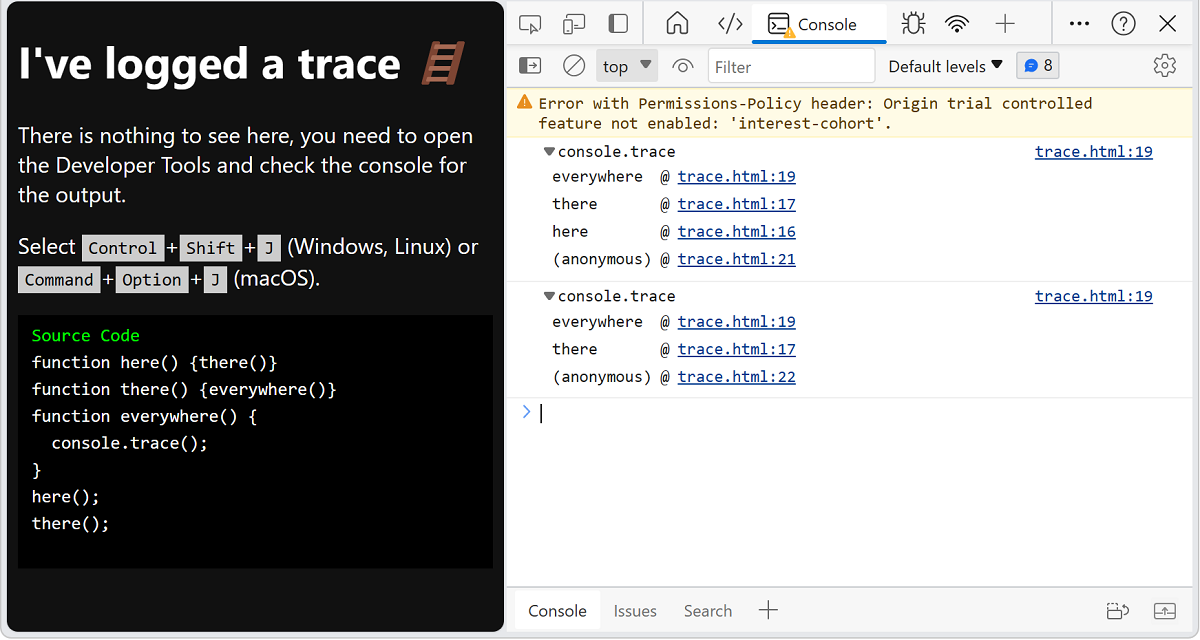 I've logged a trace
There is nothing to see here, you need to open
the Developer Tools and check the console for
the output.
Select Control+Shift+J (Windows, Linux) or
Command+Option+J (macOS).
Source Code
function here() {there()}
function there() {everywhere()}
function everywhere() {
  console.trace();
}
here();
there();
Console
top Filter Default levels 8
Error with Permissions-Policy header: Origin trial controlled
feature not enabled: 'interest-cohort'.
console.trace trace.html:19
everywhere @ trace.html:19
there @ trace.html:17
here @ trace.html:16
(anonymous) @ trace.html:21
console.trace trace.html:19
everywhere @ trace.html:19
there @ trace.html:17
(anonymous) @ trace.html:22
Console Issues Search